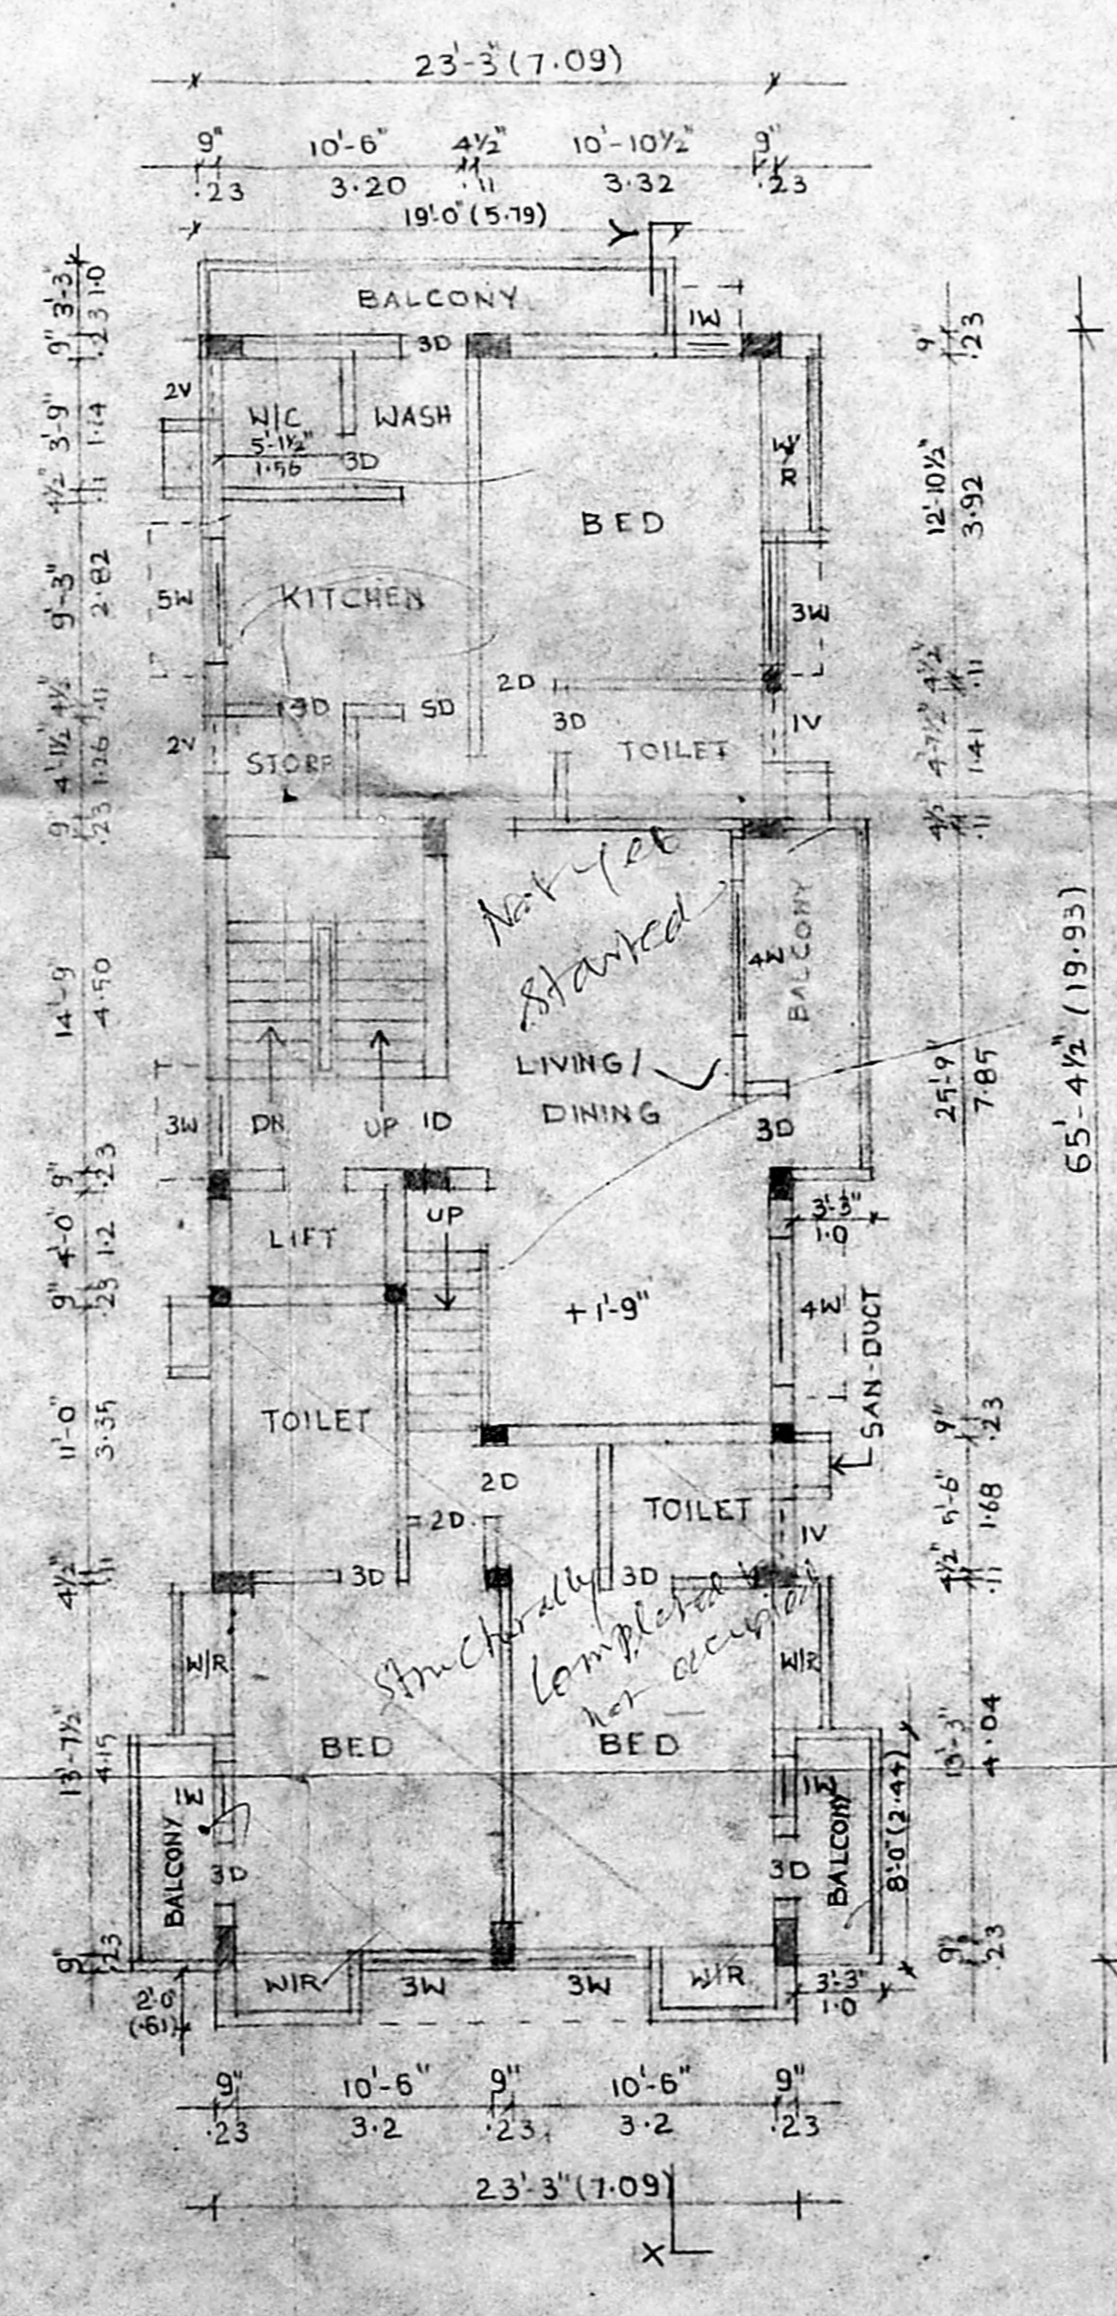 23'-3" (7.09)
9" 10'-6" 4½" 10'-10½" 9"
.23 3.20 .11 3.32 .23
19'-0" (5.79)
Y
BALCONY
1W
3D
3'-3" 1.0
9" .23
9" .23
2V
W/C
WASH
5'-1½"
1.56
3D
3'-9" 1.14
4½" .11
W/R
BED
12'-10½"
3.92
KITCHEN
5W
9'-3" 2.82
3W
2D
3D 5D
3D
1V
4½" .11
4½" .11
STORE
TOILET
2V
4'-1½" 1.26
4'-7½" 1.41
9" .23
4½" .11
Not yet
started
4W
BALCONY
14'-9" 4.50
LIVING/
DINING
65'-4½" (19.93)
25'-9" 7.85
3W
DN UP 1D
3D
9" .23
UP
LIFT
3'-3"
1.0
4'-0" 1.2
9" .23
+1'-9"
4W
SAN-DUCT
TOILET
11'-0" 3.35
9" .23
2D
2D
TOILET
5'-6" 1.68
1V
3D
3D
4½" .11
4½" .11
Structurally
Completed
not
W/R
W/R
BED
BED
13'-7½" 4.15
13'-3" 4.04
1W
1W
BALCONY
BALCONY
8'-0" (2.44)
3D
3D
9" .23
9" .23
W/R 3W 3W W/R
2'-0"
(.61)
3'-3"
1.0
9" 10'-6" 9" 10'-6" 9"
.23 3.2 .23 3.2 .23
23'-3" (7.09)
X